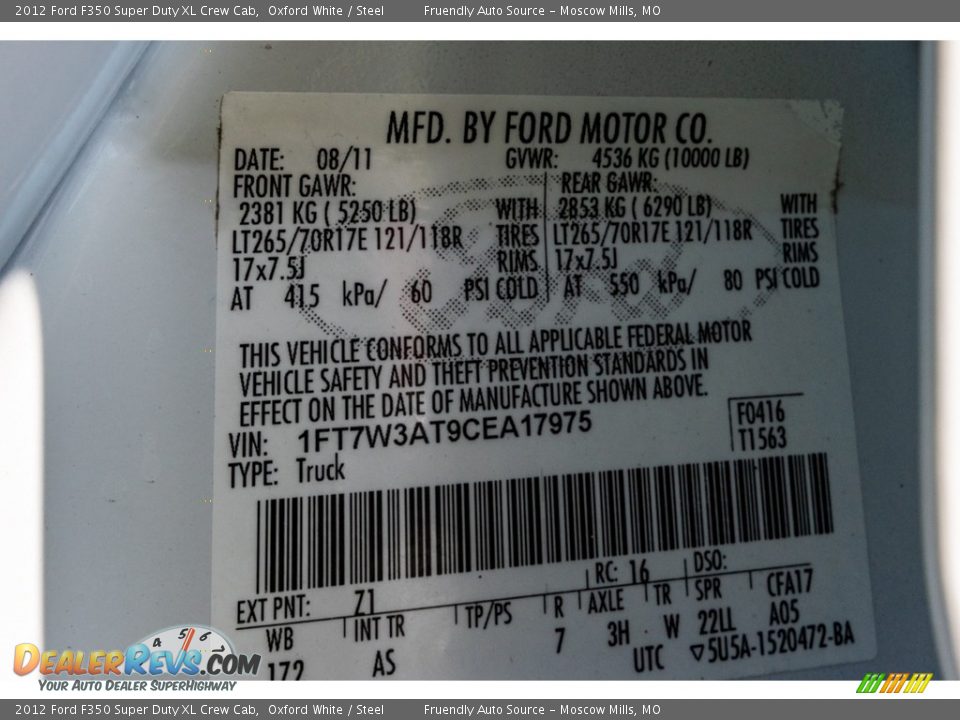 2012 Ford F350 Super Duty XL Crew Cab, Oxford White / Steel Fruendly Auto Source - Moscow Mills, MO
MFD. BY FORD MOTOR CO.
DATE: 08/11 GVWR: 4536 KG (10000 LB)
FRONT GAWR: REAR GAWR:
2381 KG ( 5250 LB) WITH 2853 KG ( 6290 LB) WITH
LT265/70R17E 121/118R TIRES LT265/70R17E 121/118R TIRES
17x7.5J RIMS 17x7.5J RIMS
AT 415 kPa/ 60 PSI COLD AT 550 kPa/ 80 PSI COLD
THIS VEHICLE CONFORMS TO ALL APPLICABLE FEDERAL MOTOR
VEHICLE SAFETY AND THEFT PREVENTION STANDARDS IN
EFFECT ON THE DATE OF MANUFACTURE SHOWN ABOVE.
VIN: 1FT7W3AT9CEA17975 F0416
TYPE: Truck T1563
EXT PNT: Z1 RC: 16 DSO:
WB INT TR TP/PS R AXLE TR SPR CFA17
172 AS 7 3H W 22LL A05
UTC ▽5U5A-1520472-BA
4 5 6
DEALERREVS.COM
YOUR AUTO DEALER SUPERHIGHWAY
2012 Ford F350 Super Duty XL Crew Cab, Oxford White / Steel Fruendly Auto Source - Moscow Mills, MO